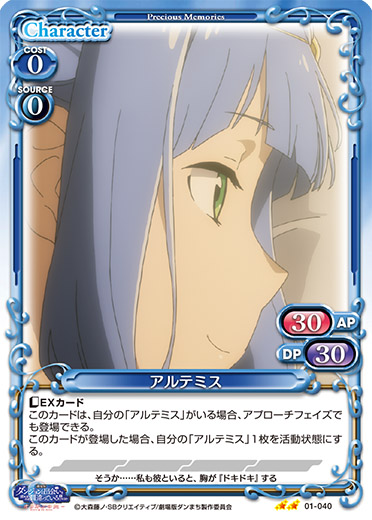 Precious Memories
Character
COST
0
SOURCE
0
30 AP
DP 30
アルテミス
EXカード
このカードは、自分の「アルテミス」がいる場合、アプローチフェイズで
も登場できる。
このカードが登場した場合、自分の「アルテミス」1枚を活動状態にす
る。
そうか……私も彼といると、胸が『ドキドキ』する
©大森藤ノ・SBクリエイティブ/劇場版ダンまち製作委員会
01-040